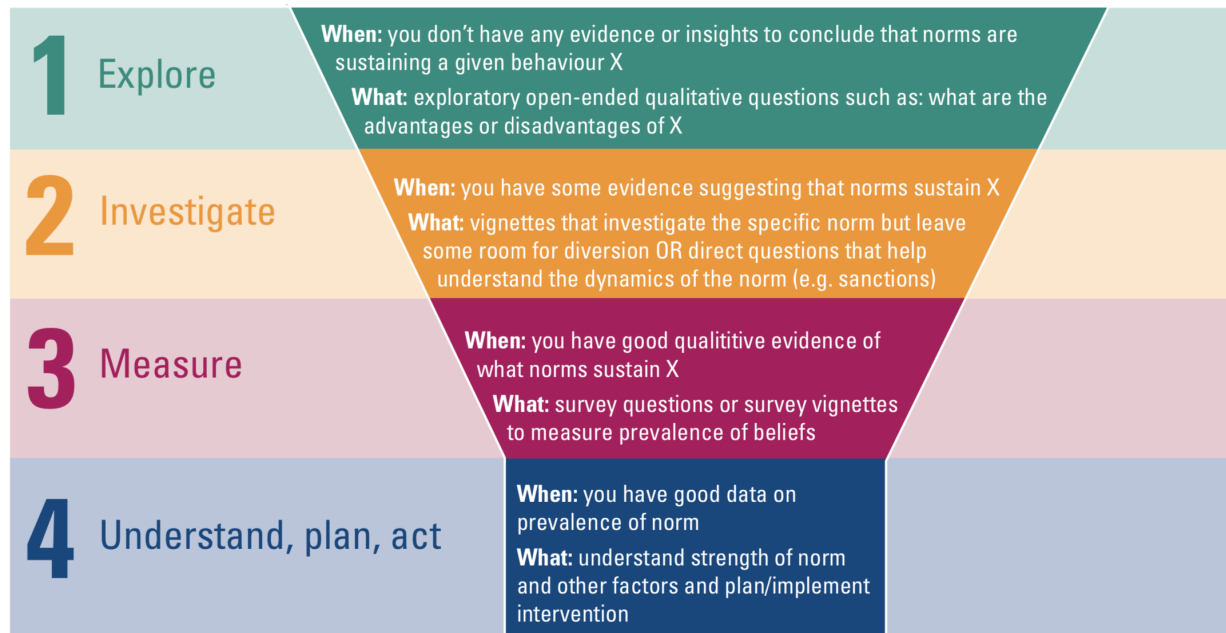 1 Explore
When: you don't have any evidence or insights to conclude that norms are
sustaining a given behaviour X
What: exploratory open-ended qualitative questions such as: what are the
advantages or disadvantages of X
2 Investigate
When: you have some evidence suggesting that norms sustain X
What: vignettes that investigate the specific norm but leave
some room for diversion OR direct questions that help
understand the dynamics of the norm (e.g. sanctions)
3 Measure
When: you have good qualititive evidence of
what norms sustain X
What: survey questions or survey vignettes
to measure prevalence of beliefs
4 Understand, plan, act
When: you have good data on
prevalence of norm
What: understand strength of norm
and other factors and plan/implement
intervention